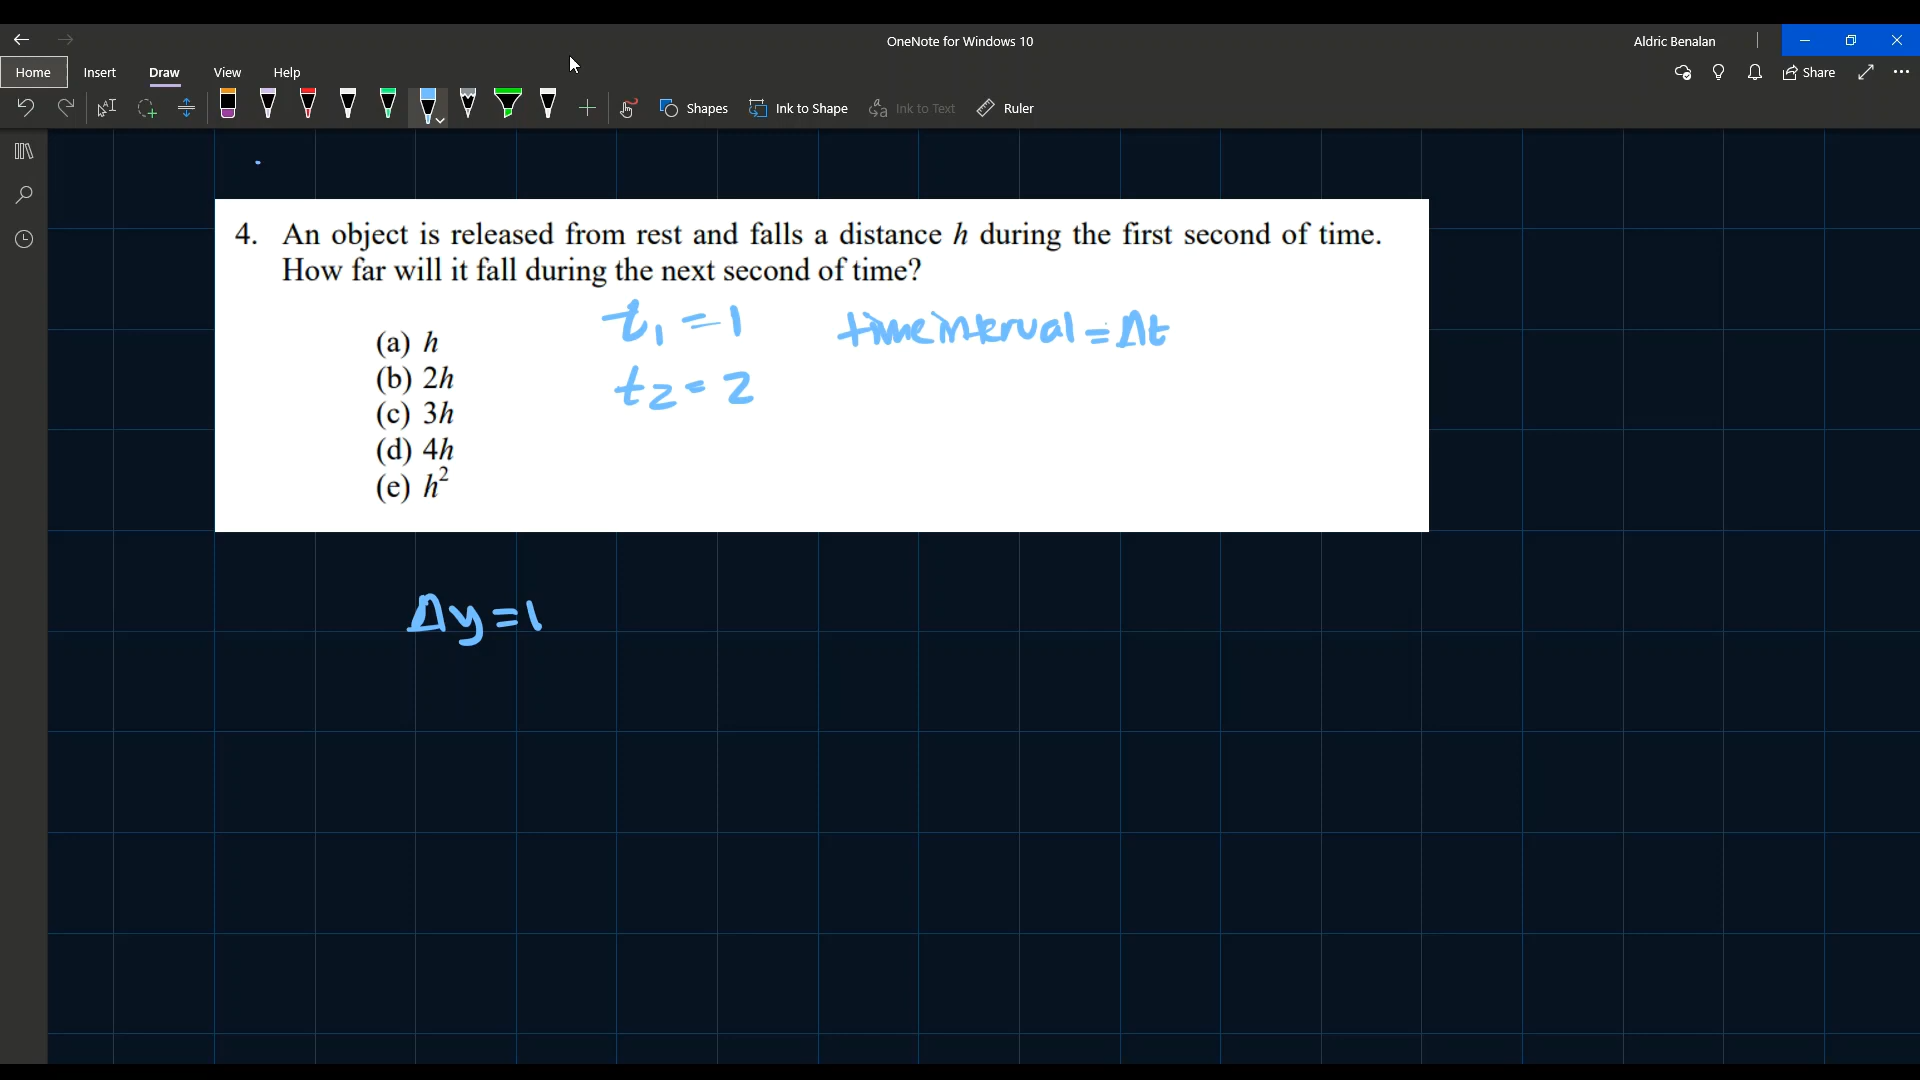 OneNote for Windows 10
Aldric Benalan
Home Insert Draw View Help
Share
Shapes Ink to Shape Ink to Text Ruler
4. An object is released from rest and falls a distance h during the first second of time.
How far will it fall during the next second of time?
t₁ = 1 time interval = Δt
(a) h
(b) 2h
t₂ = 2
(c) 3h
(d) 4h
(e) h²
Δy = 1